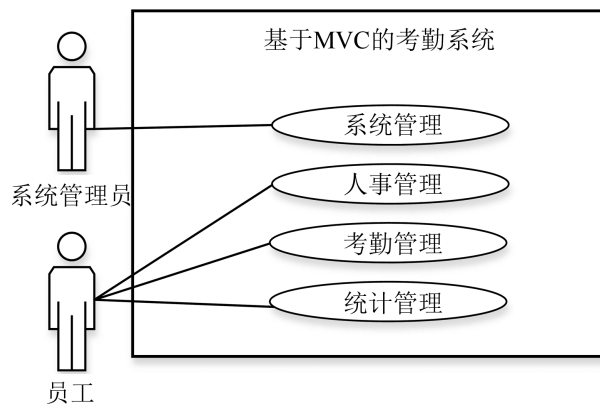 基于MVC的考勤系统
系统管理
人事管理
系统管理员
考勤管理
统计管理
员工